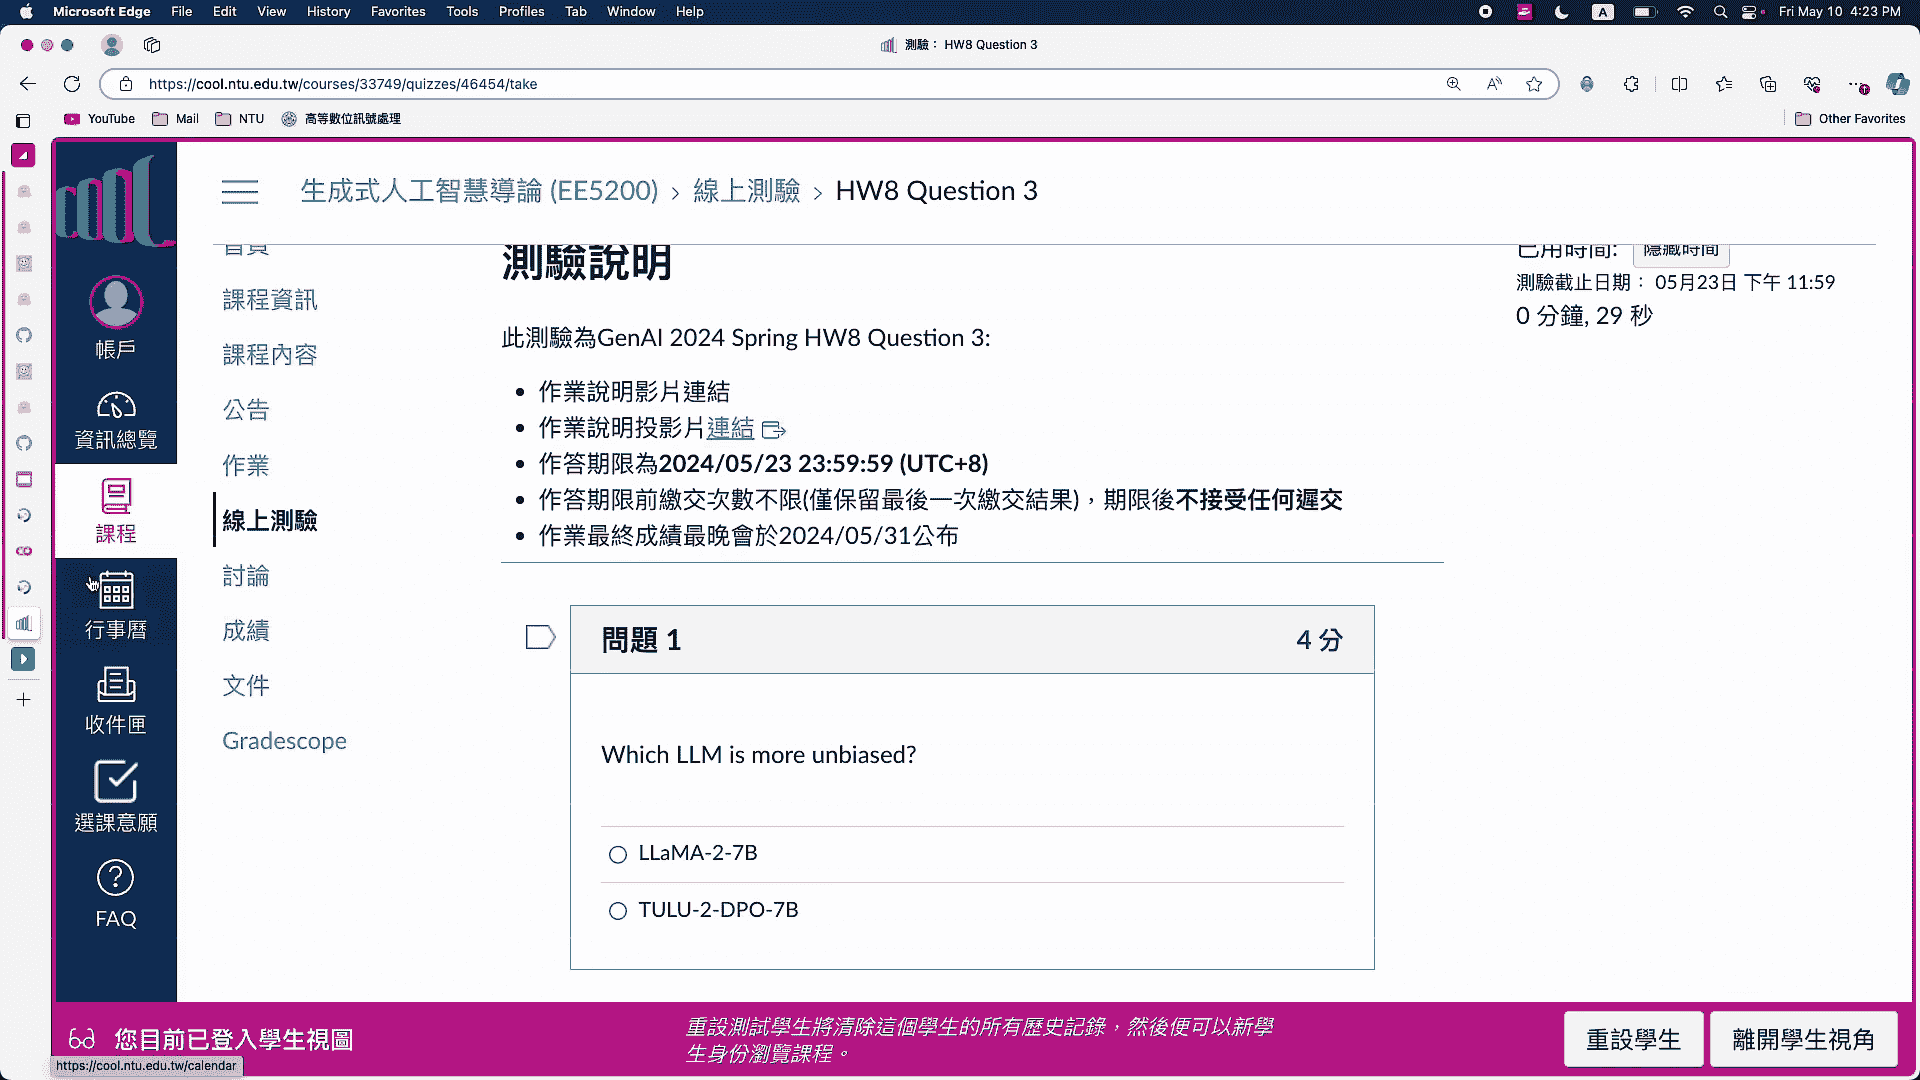 Microsoft Edge File Edit View History Favorites Tools Profiles Tab Window Help
A
Fri May 10 4:23 PM
測驗： HW8 Question 3
https://cool.ntu.edu.tw/courses/33749/quizzes/46454/take
YouTube Mail NTU 高等數位訊號處理 Other Favorites
生成式人工智慧導論 (EE5200) › 線上測驗 › HW8 Question 3
帳戶
資訊總覽
課程
行事曆
收件匣
選課意願
FAQ
首頁
課程資訊
課程內容
公告
作業
線上測驗
討論
成績
文件
Gradescope
測驗說明
此測驗為GenAI 2024 Spring HW8 Question 3:
作業說明影片連結
作業說明投影片連結
作答期限為2024/05/23 23:59:59 (UTC+8)
作答期限前繳交次數不限(僅保留最後一次繳交結果)，期限後不接受任何遲交
作業最終成績最晚會於2024/05/31公布
已用時間: 隱藏時間
測驗截止日期： 05月23日 下午 11:59
0 分鐘, 29 秒
問題 1 4 分
Which LLM is more unbiased?
LLaMA-2-7B
TULU-2-DPO-7B
您目前已登入學生視圖
重設測試學生將清除這個學生的所有歷史記錄，然後便可以新學
生身份瀏覽課程。
重設學生
離開學生視角
https://cool.ntu.edu.tw/calendar